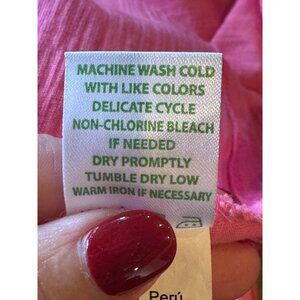 MACHINE WASH COLD
WITH LIKE COLORS
DELICATE CYCLE
NON-CHLORINE BLEACH
IF NEEDED
DRY PROMPTLY
TUMBLE DRY LOW
WARM IRON IF NECESSARY
Perú